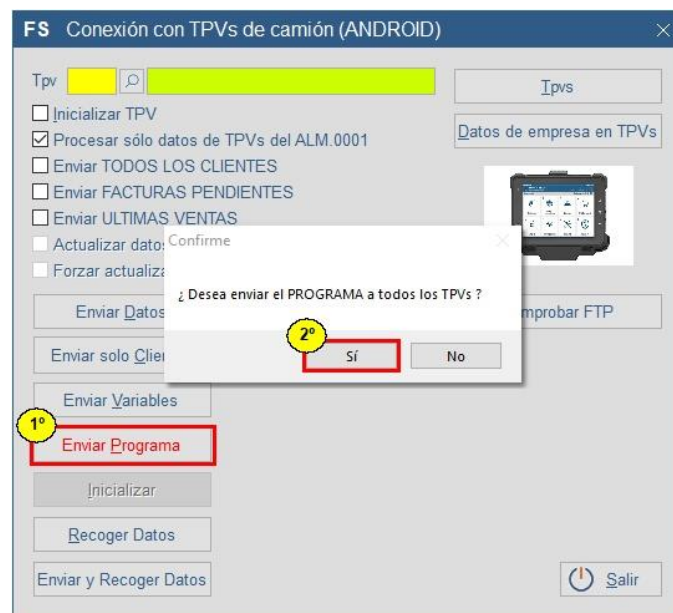 FS Conexión con TPVs de camión (ANDROID)
Tpv
Tpvs
Inicializar TPV
Procesar sólo datos de TPVs del ALM.0001
Datos de empresa en TPVs
Enviar TODOS LOS CLIENTES
Enviar FACTURAS PENDIENTES
Enviar ULTIMAS VENTAS
Actualizar dato
Forzar actualiza
Confirme
¿ Desea enviar el PROGRAMA a todos los TPVs ?
2º
Sí
No
Enviar Datos
mprobar FTP
Enviar solo Clie
Enviar Variables
1º
Enviar Programa
Inicializar
Recoger Datos
Enviar y Recoger Datos
Salir